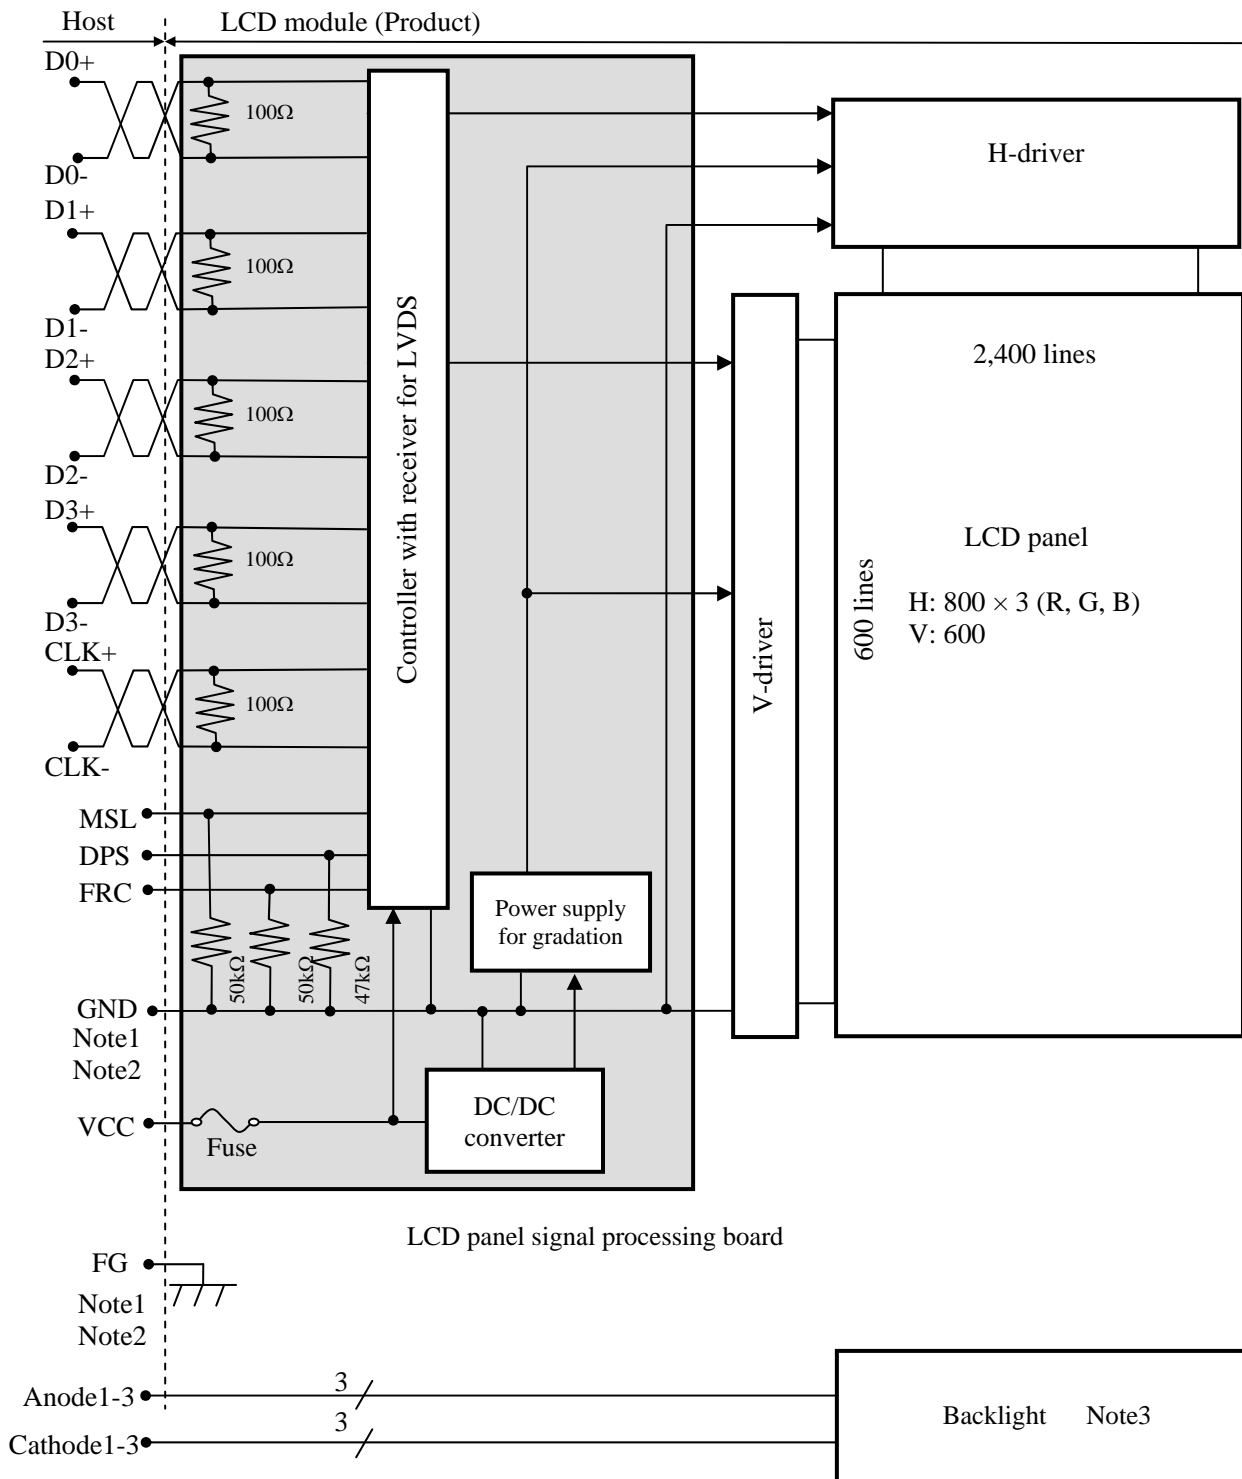 Host
LCD module (Product)
D0+
100Ω
D0-
D1+
100Ω
D1-
D2+
100Ω
D2-
D3+
100Ω
D3-
CLK+
100Ω
CLK-
MSL
DPS
FRC
50kΩ
50kΩ
47kΩ
GND
Note1
Note2
VCC
Fuse
Controller with receiver for LVDS
Power supply
for gradation
DC/DC
converter
H-driver
V-driver
2,400 lines
600 lines
LCD panel
H: 800 × 3 (R, G, B)
V: 600
LCD panel signal processing board
FG
Note1
Note2
Anode1-3
3
Cathode1-3
3
Backlight Note3